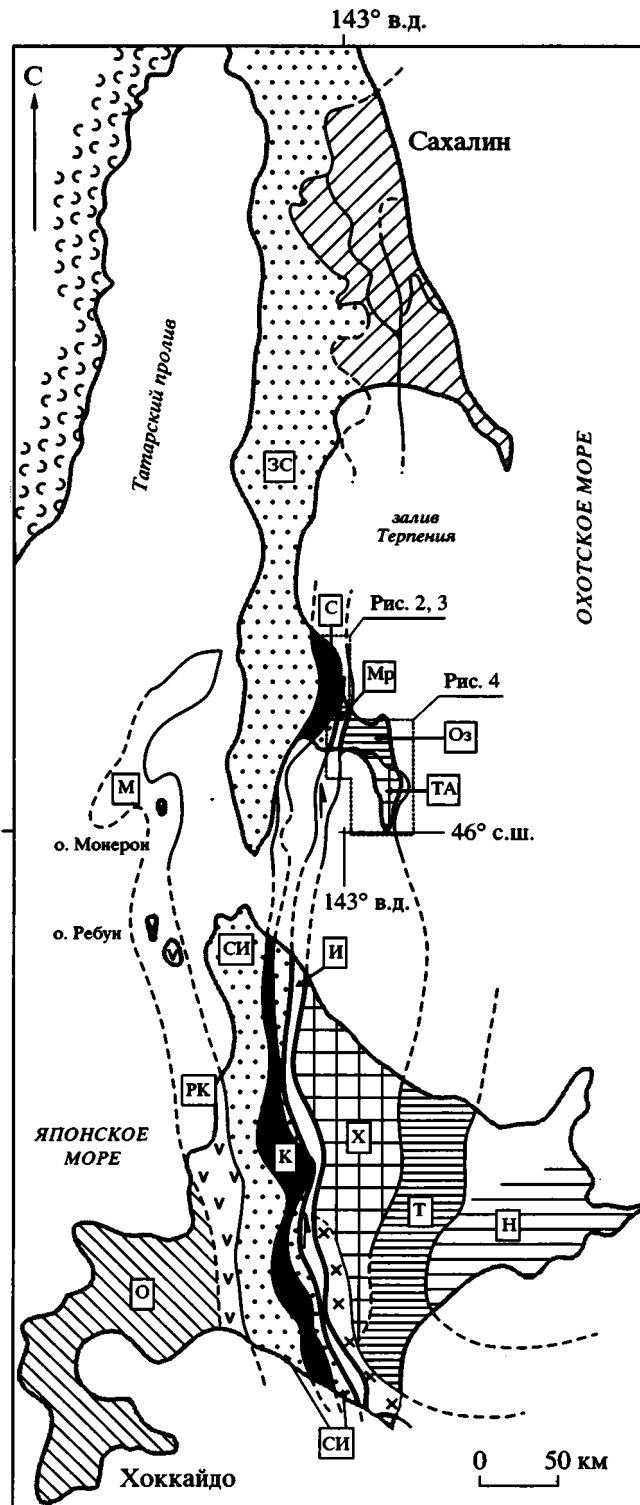 143° в.д.
С
Сахалин
Татарский пролив
ЗС
залив
Терпения
ОХОТСКОЕ МОРЕ
С
Рис. 2, 3
Мр
Рис. 4
Оз
М
ТА
о. Монерон
46° с.ш.
143° в.д.
о. Ребун
СИ
И
РК
ЯПОНСКОЕ
МОРЕ
Х
К
Т
Н
О
СИ
0 50 км
Хоккайдо